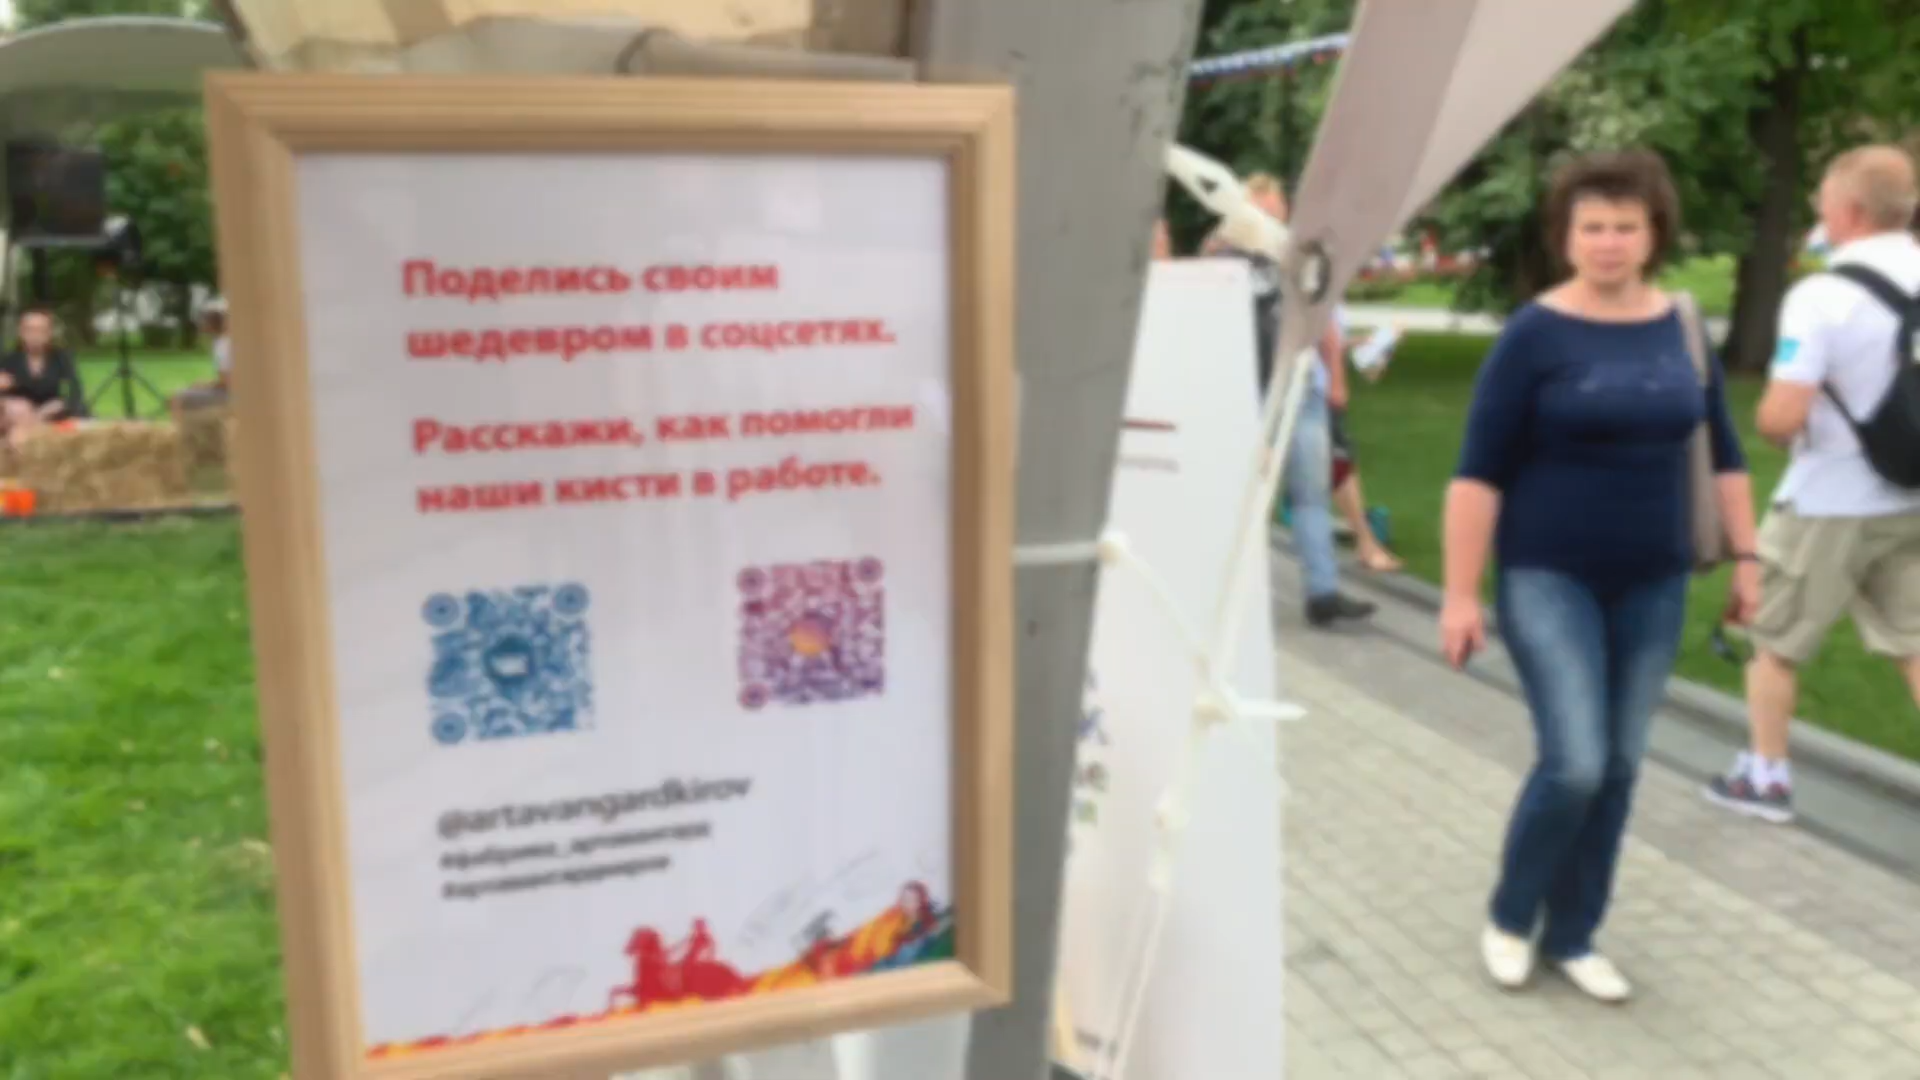 Поделись своим
шедевром в соцсетях.
Расскажи, как помогли
наши кисти в работе.
@artavangardkirov